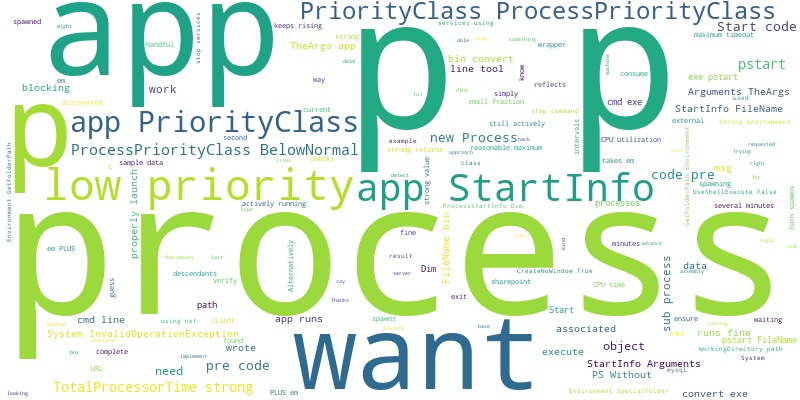 app
p p
PriorityClass ProcessPriorityClass
Start code
spawned
might
handful
stop services
keeps rising
TheArgs app
strong
services using
able
stop
something
wrapper
maximum timeout
em
blocking
work
dead
way
bin convert
line tool
know
reflects
machine
consume
exe pstart
pstart
discovered
new
simply
small fraction
hit
cmd exe
Arguments TheArgs
used
StartInfo FileName
p
app PriorityClass
current
second
still actively
stop command
external
String Environment
new Process
hack
intervals
CPU utilization
trying
requested
ProcessPriorityClass BelowNormal
example
strong returns
reasonable maximum
approach
right
Environment GetFolderPath
c
sample data
sites
checks
detect
class
takes em
code pre
msg
GetFolderPath Environment
low priority
app StartInfo
strong value
spawning
hr
UseShellExecute False
properly launch
actively running
hope
ProcessStartInfo Dim
processes
several minutes
turn spawns
process
em PLUS
descendants
verify
Alternatively
fine
FileName bin
kind
minutes
advance
logic
guess
thecompany
last
result
say
server
Dim
CreateNoWindow True
CPU time
assembly
data
sub process
waiting
path
URL
Thanks
exit
sharepoint
Start
associated
ensure
casting
cmd line
using net
client
app runs
spawns
want
execute
net
runs fine
pstart FileName
System InvalidOperationException
found
wrote
object
WorkingDirectory path
System
box
complete
implement
need
pre code
base
StartInfo Arguments
PS Without
mysql
looking
TotalProcessorTime strong
PLUS em
Environment SpecialFolder
convert exe